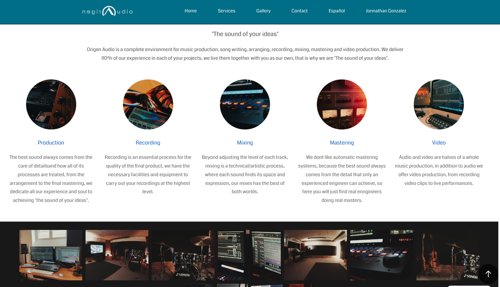 negit Audio
Home Services Gallery Contact Español Jonnathan Gonzalez
"The sound of your ideas"
Origen Audio is a complete environment for music production, song writing, arranging, recording, mixing, mastering and video production. We deliver
110% of our experience in each of your projects, we live them together with you as our own, that is why we are "The sound of your ideas".
Production
The best sound always comes from the
care of detailsand how all of its
processes are treated, from the
arrangement to the final mastering, we
dedicate all our experience and soul to
achieving "The sound of your ideas".
Recording
Recording is an essential process for
the quality of the final product, we have the
necessary facilities and equipment to
carry out your recordings at the highest
level.
Mixing
Beyond adjusting the level of each track,
mixing is a technicalartistic process,
where each sound finds its space and
expression, our mixes has the best of
both worlds.
Mastering
We don't like automatic mastering
systems, because the best sound always
comes from the detail that only an
experienced engineer can achieve, so
here you will just find real enegineers
doing real masters.
Video
Audio and video are halves of a whole
music production, in addition to audio we
offer video production, from recording
video clips to live performances.